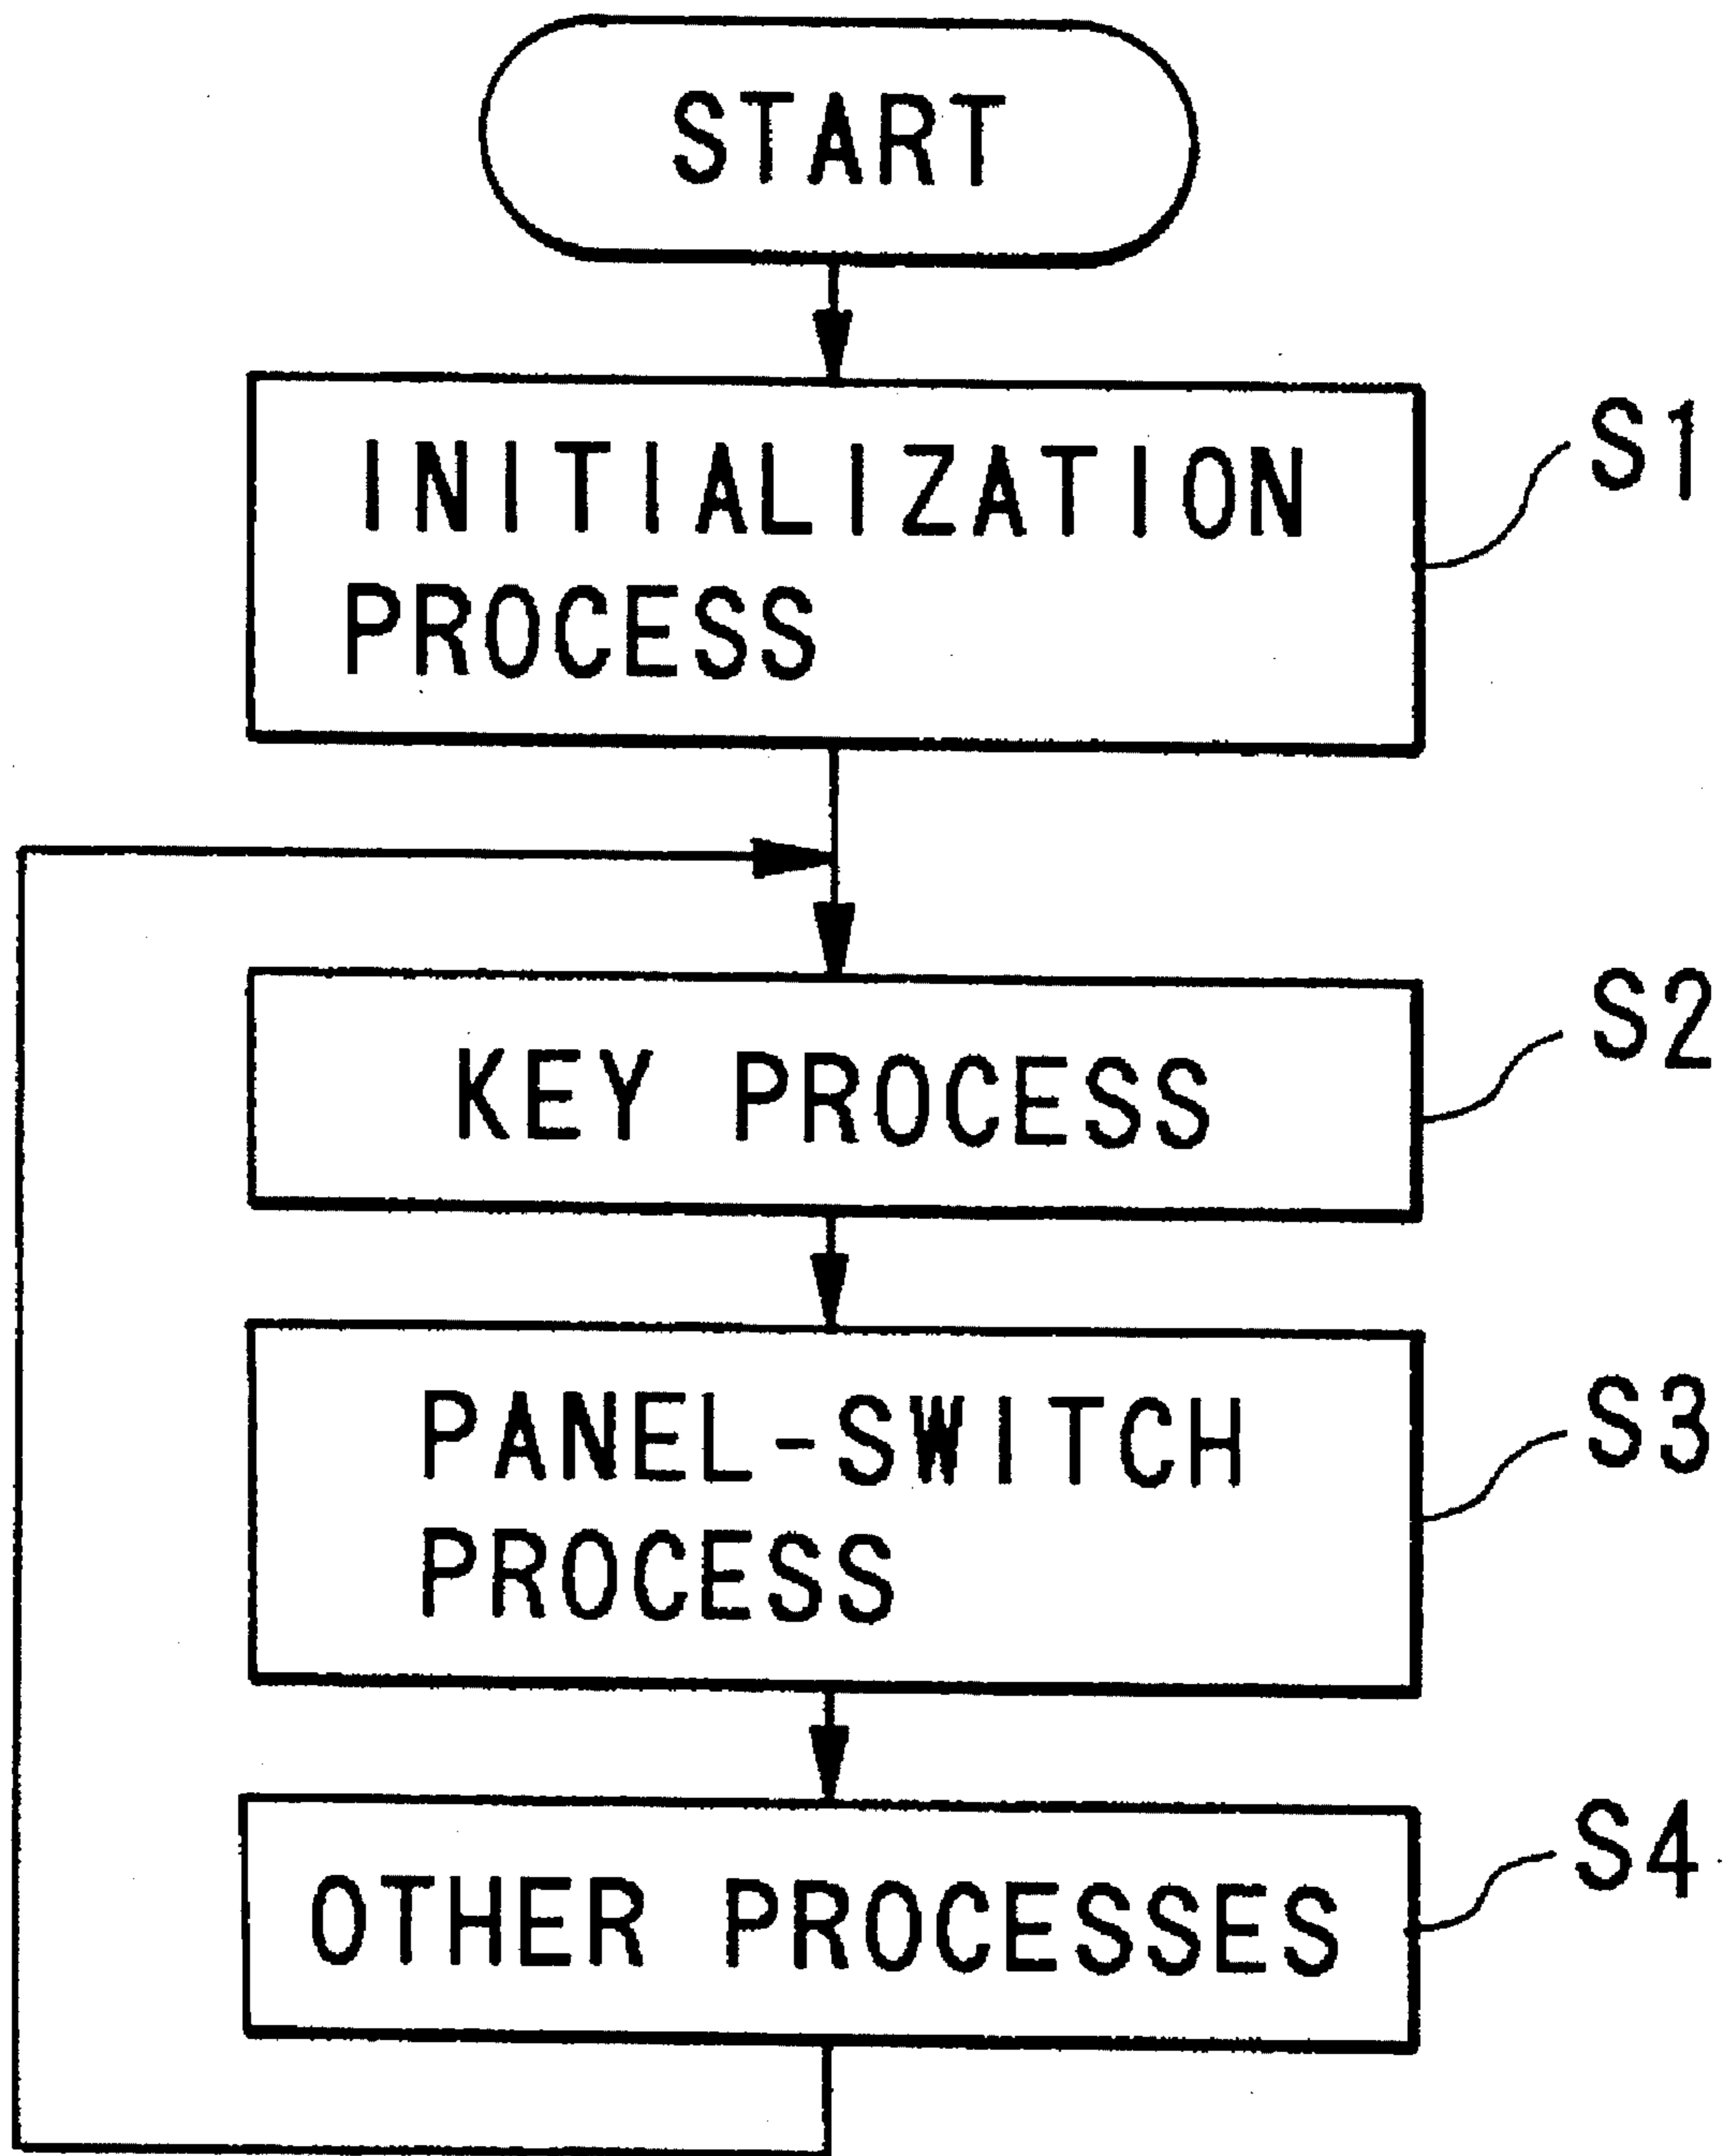 START
INITIALIZATION
PROCESS
S1
KEY PROCESS
S2
PANEL-SWITCH
PROCESS
S3
OTHER PROCESSES
S4